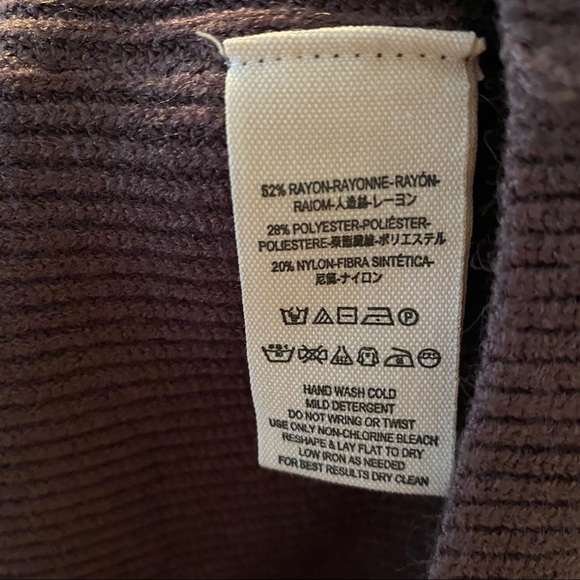 52% RAYON-RAYONNE-RAYÓN-
RAIOM-人造絲-レーヨン
28% POLYESTER-POLIÉSTER-
POLIESTERE-聚酯纖維-ポリエステル
20% NYLON-FIBRA SINTÉTICA-
尼龍-ナイロン
HAND WASH COLD
MILD DETERGENT
DO NOT WRING OR TWIST
USE ONLY NON-CHLORINE BLEACH
RESHAPE & LAY FLAT TO DRY
LOW IRON AS NEEDED
FOR BEST RESULTS DRY CLEAN